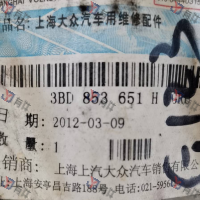 品名：上海大众汽车用维修配件
3BD 853 651 H
日期：2012-03-09
数量：1
销商：上海上汽大众汽车销售有限公司
上海安亭昌吉路188号 电话：021-5956